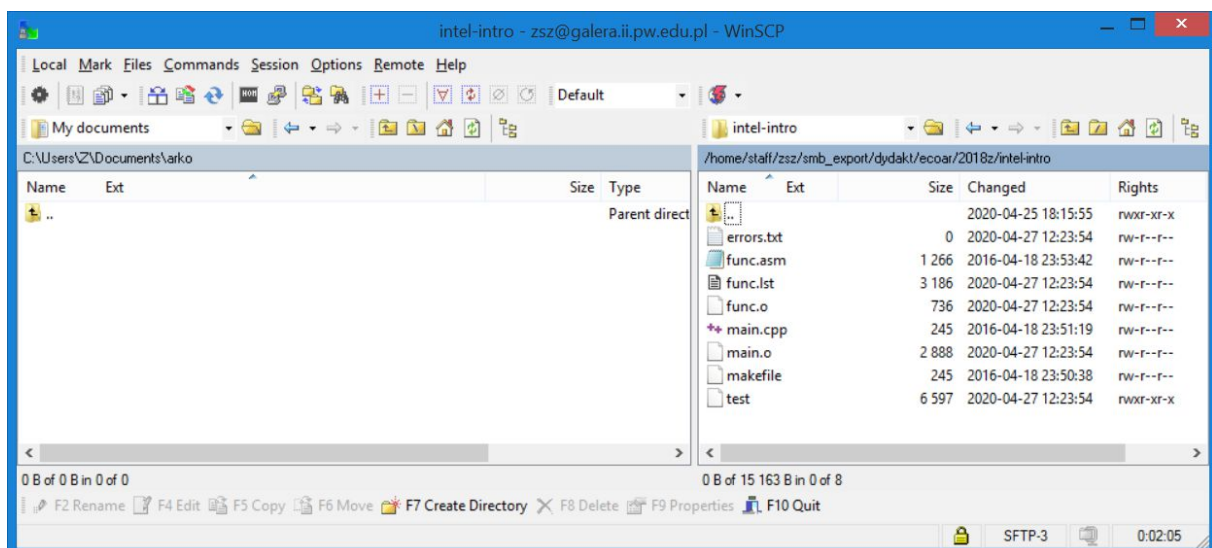 intel-intro - zsz@galera.ii.pw.edu.pl - WinSCP
Local Mark Files Commands Session Options Remote Help
Default
My documents
intel-intro
C:\Users\Z\Documents\arko
/home/staff/zsz/smb_export/dydakt/ecoar/2018z/intel-intro
Name Ext Size Type
Name Ext Size Changed Rights
.. Parent direct
.. 2020-04-25 18:15:55 rwxr-xr-x
errors.txt 0 2020-04-27 12:23:54 rw-r--r--
func.asm 1 266 2016-04-18 23:53:42 rw-r--r--
func.lst 3 186 2020-04-27 12:23:54 rw-r--r--
func.o 736 2020-04-27 12:23:54 rw-r--r--
main.cpp 245 2016-04-18 23:51:19 rw-r--r--
main.o 2 888 2020-04-27 12:23:54 rw-r--r--
makefile 245 2016-04-18 23:50:38 rw-r--r--
test 6 597 2020-04-27 12:23:54 rwxr-xr-x
0 B of 0 B in 0 of 0
0 B of 15 163 B in 0 of 8
F2 Rename F4 Edit F5 Copy F6 Move F7 Create Directory F8 Delete F9 Properties F10 Quit
SFTP-3 0:02:05